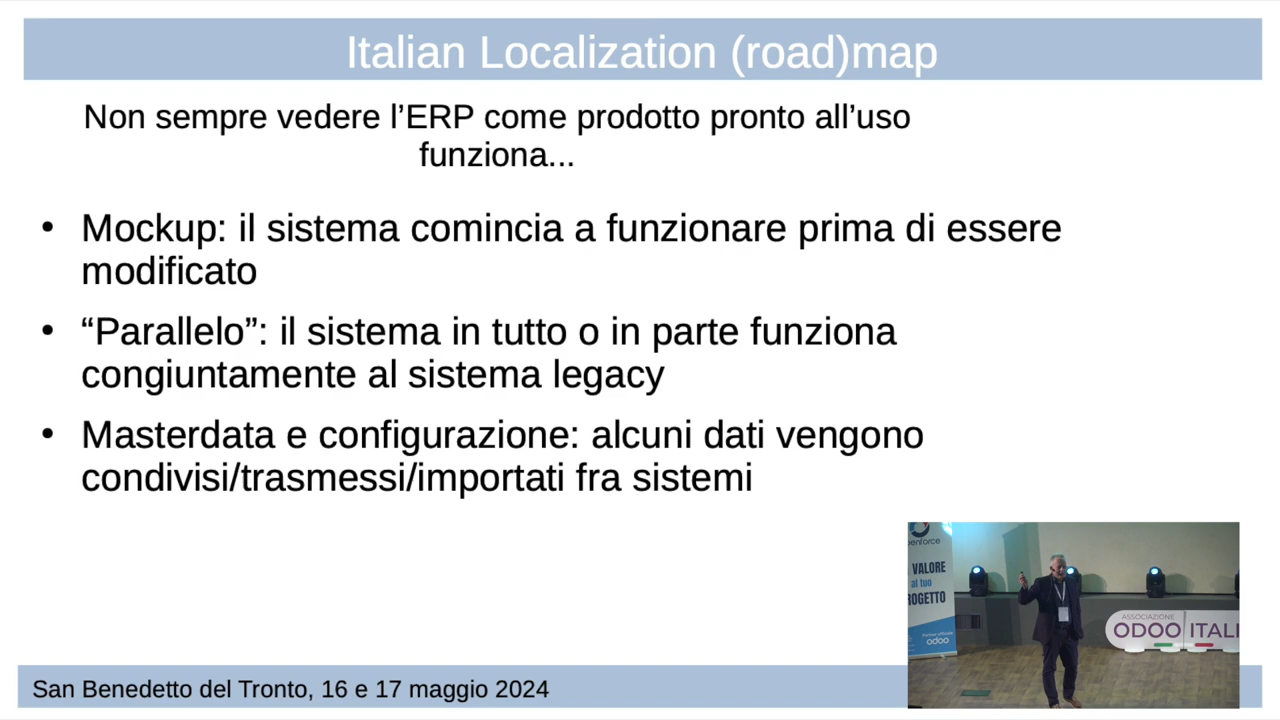 Italian Localization (road)map
Non sempre vedere l’ERP come prodotto pronto all’uso
funziona...
• Mockup: il sistema comincia a funzionare prima di essere
modificato
• “Parallelo”: il sistema in tutto o in parte funziona
congiuntamente al sistema legacy
• Masterdata e configurazione: alcuni dati vengono
condivisi/trasmessi/importati fra sistemi
enforce
VALORE
al tuo
ROGETTO
odoo
ASSOCIAZIONE
ODOO ITALI
San Benedetto del Tronto, 16 e 17 maggio 2024